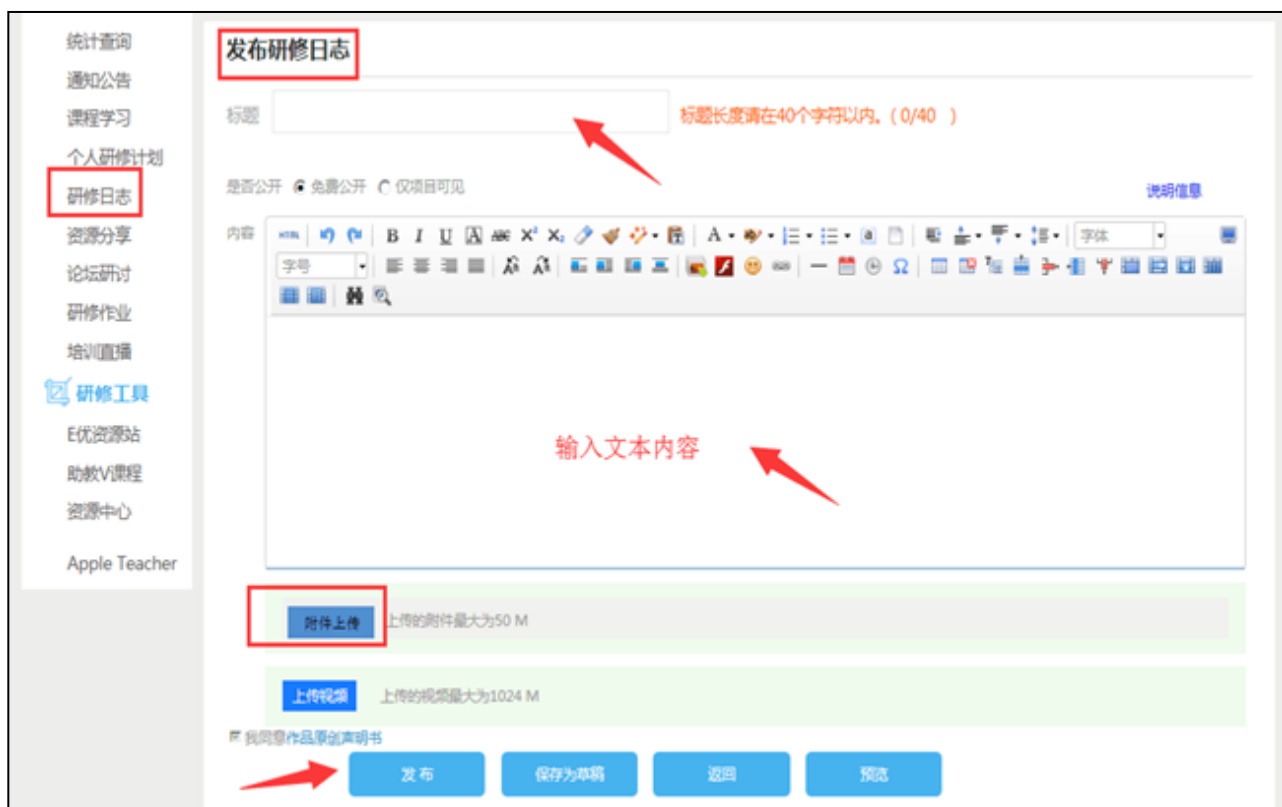 统计查询
通知公告
课程学习
个人研修计划
研修日志
资源分享
论坛研讨
研修作业
培训直播
研修工具
E优资源站
助教V课程
资源中心
Apple Teacher
发布研修日志
标题
标题长度请在40个字符以内。( 0/40 )
是否公开 免费公开 仅项目可见
说明信息
内容
HTML B I U A ABC X² X₂ A 字体
字号
输入文本内容
附件上传 上传的附件最大为50 M
上传视频 上传的视频最大为1024 M
我同意作品原创声明书
发布 保存为草稿 返回 预览